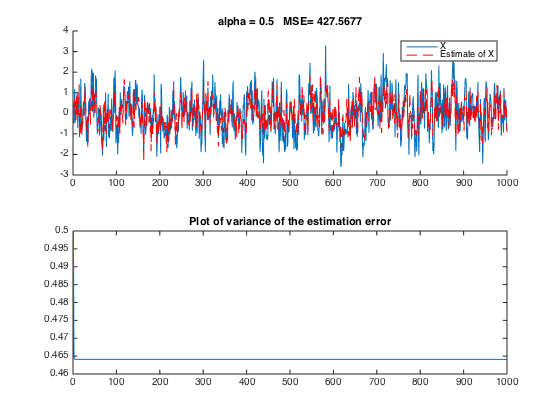 alpha = 0.5 MSE= 427.5677
4
3
2
1
0
-1
-2
-3
X
Estimate of X
0 100 200 300 400 500 600 700 800 900 1000
Plot of variance of the estimation error
0.5
0.495
0.49
0.485
0.48
0.475
0.47
0.465
0.46
0 100 200 300 400 500 600 700 800 900 1000